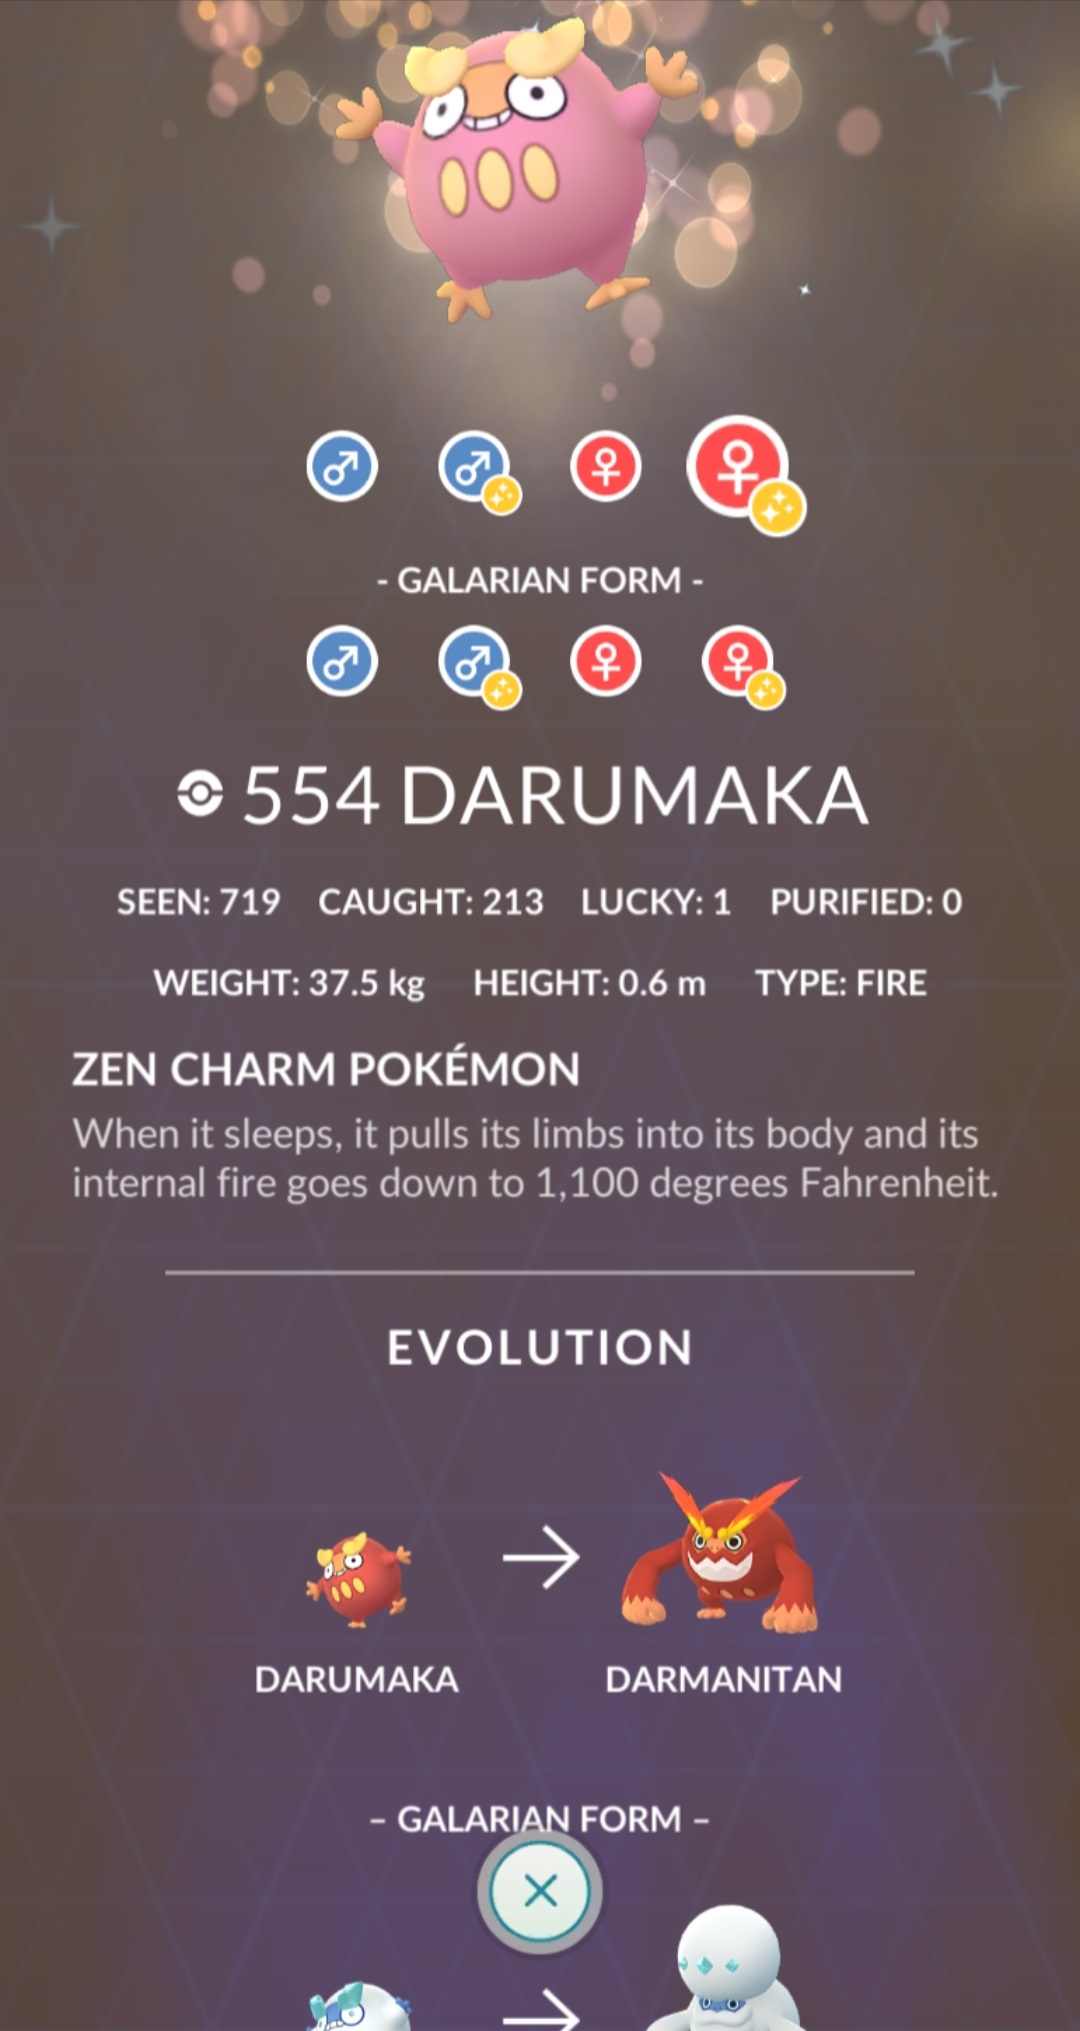 - GALARIAN FORM -
554 DARUMAKA
SEEN: 719 CAUGHT: 213 LUCKY: 1 PURIFIED: 0
WEIGHT: 37.5 kg HEIGHT: 0.6 m TYPE: FIRE
ZEN CHARM POKÉMON
When it sleeps, it pulls its limbs into its body and its
internal fire goes down to 1,100 degrees Fahrenheit.
EVOLUTION
DARUMAKA DARMANITAN
– GALARIAN FORM –